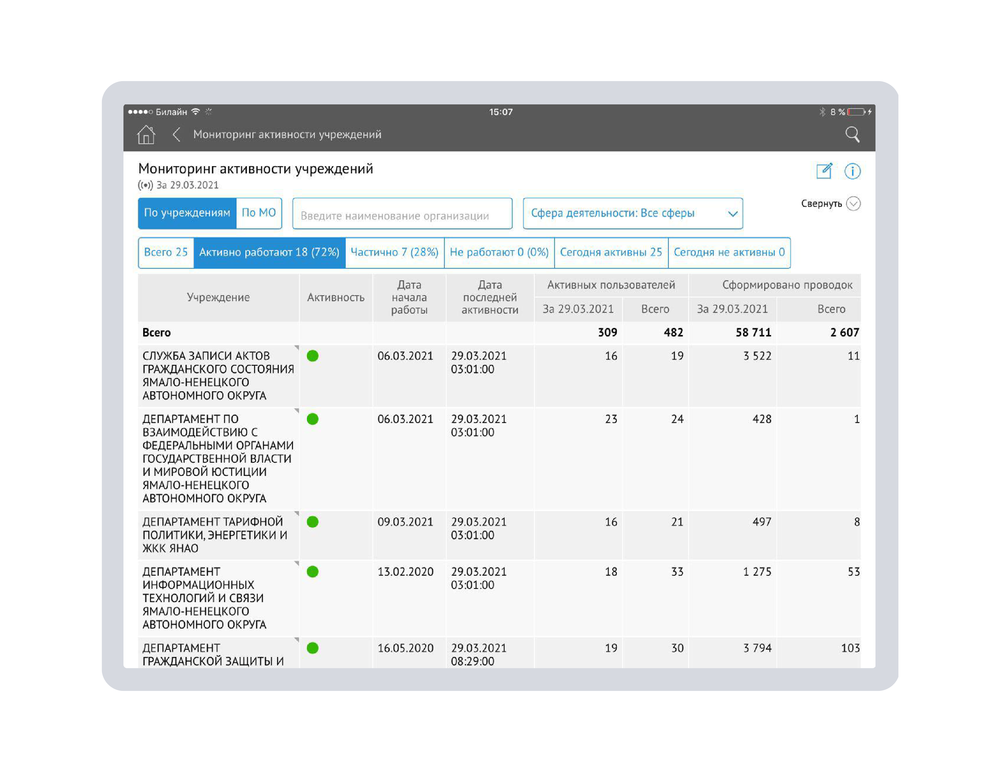 Билайн 15:07 8 %
Мониторинг активности учреждений
Мониторинг активности учреждений
За 29.03.2021
Свернуть
По учреждениям По МО Введите наименование организации Сфера деятельности: Все сферы
Всего 25 Активно работают 18 (72%) Частично 7 (28%) Не работают 0 (0%) Сегодня активны 25 Сегодня не активны 0
Учреждение Активность Дата начала работы Дата последней активности Активных пользователей Сформировано проводок
За 29.03.2021 Всего За 29.03.2021 Всего
Всего 309 482 58 711 2 607
СЛУЖБА ЗАПИСИ АКТОВ 06.03.2021 29.03.2021 16 19 3 522 11
ГРАЖДАНСКОГО СОСТОЯНИЯ 03:01:00
ЯМАЛО-НЕНЕЦКОГО
АВТОНОМНОГО ОКРУГА
ДЕПАРТАМЕНТ ПО 06.03.2021 29.03.2021 23 24 428 1
ВЗАИМОДЕЙСТВИЮ С 03:01:00
ФЕДЕРАЛЬНЫМИ ОРГАНАМИ
ГОСУДАРСТВЕННОЙ ВЛАСТИ
И МИРОВОЙ ЮСТИЦИИ
ЯМАЛО-НЕНЕЦКОГО
АВТОНОМНОГО ОКРУГА
ДЕПАРТАМЕНТ ТАРИФНОЙ 09.03.2021 29.03.2021 16 21 497 8
ПОЛИТИКИ, ЭНЕРГЕТИКИ И 03:01:00
ЖКК ЯНАО
ДЕПАРТАМЕНТ 13.02.2020 29.03.2021 18 33 1 275 53
ИНФОРМАЦИОННЫХ 03:01:00
ТЕХНОЛОГИЙ И СВЯЗИ
ЯМАЛО-НЕНЕЦКОГО
АВТОНОМНОГО ОКРУГА
ДЕПАРТАМЕНТ 16.05.2020 29.03.2021 19 30 3 794 103
ГРАЖДАНСКОЙ ЗАЩИТЫ И 08:29:00